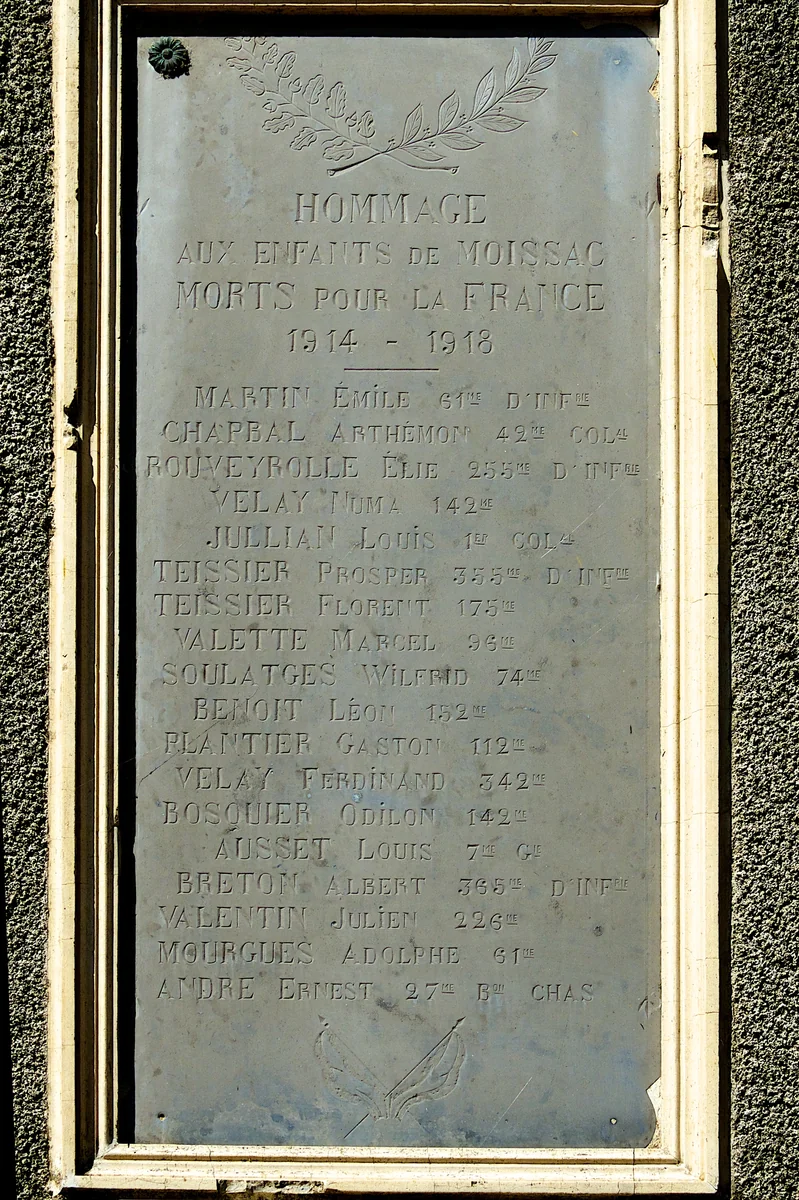 HOMMAGE
AUX ENFANTS DE MOISSAC
MORTS POUR LA FRANCE
1914 - 1918
MARTIN ÉMILE 61ME D'INFRIE
CHAPBAL ARTHÉMON 42ME COLAL
ROUVEYROLLE ÉLIE 255ME D'INFRIE
VELAY NUMA 142ME
JULLIAN LOUIS 1ER COLAL
TEISSIER PROSPER 355ME D'INFRIE
TEISSIER FLORENT 175ME
VALETTE MARCEL 96ME
SOULATGES WILFRID 74ME
BENOIT LÉON 152ME
PLANTIER GASTON 112ME
VELAY FERDINAND 342ME
BOSQUIER ODILON 142ME
AUSSET LOUIS 7ME GIE
BRETON ALBERT 365ME D'INFRIE
VALENTIN JULIEN 226ME
MOURGUES ADOLPHE 61ME
ANDRE ERNEST 27ME BON CHAS